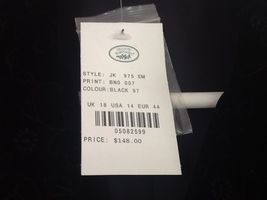 STYLE: JK 975 EM
PRINT: BNG 007
COLOUR: BLACK 97
UK 18 USA 14 EUR 44
05082599
PRICE: $148.00